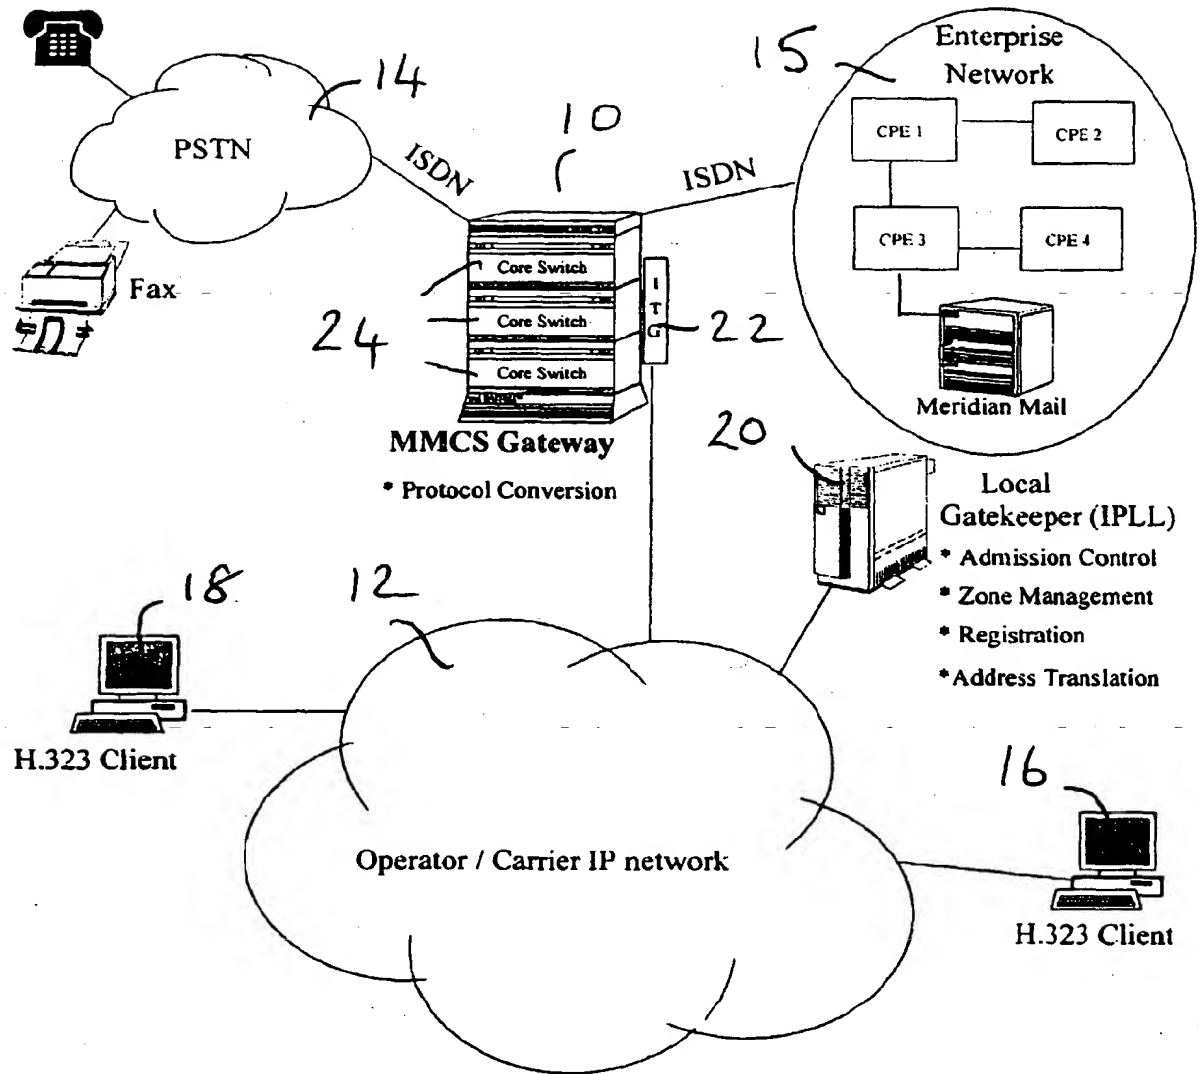 14
PSTN
ISDN
Fax
10
ISDN
15
Enterprise
Network
CPE 1
CPE 2
CPE 3
CPE 4
Meridian Mail
Core Switch
Core Switch
Core Switch
24
I
T
G
22
MMCS Gateway
* Protocol Conversion
20
Local
Gatekeeper (IPLL)
* Admission Control
* Zone Management
* Registration
*Address Translation
18
H.323 Client
12
Operator / Carrier IP network
16
H.323 Client